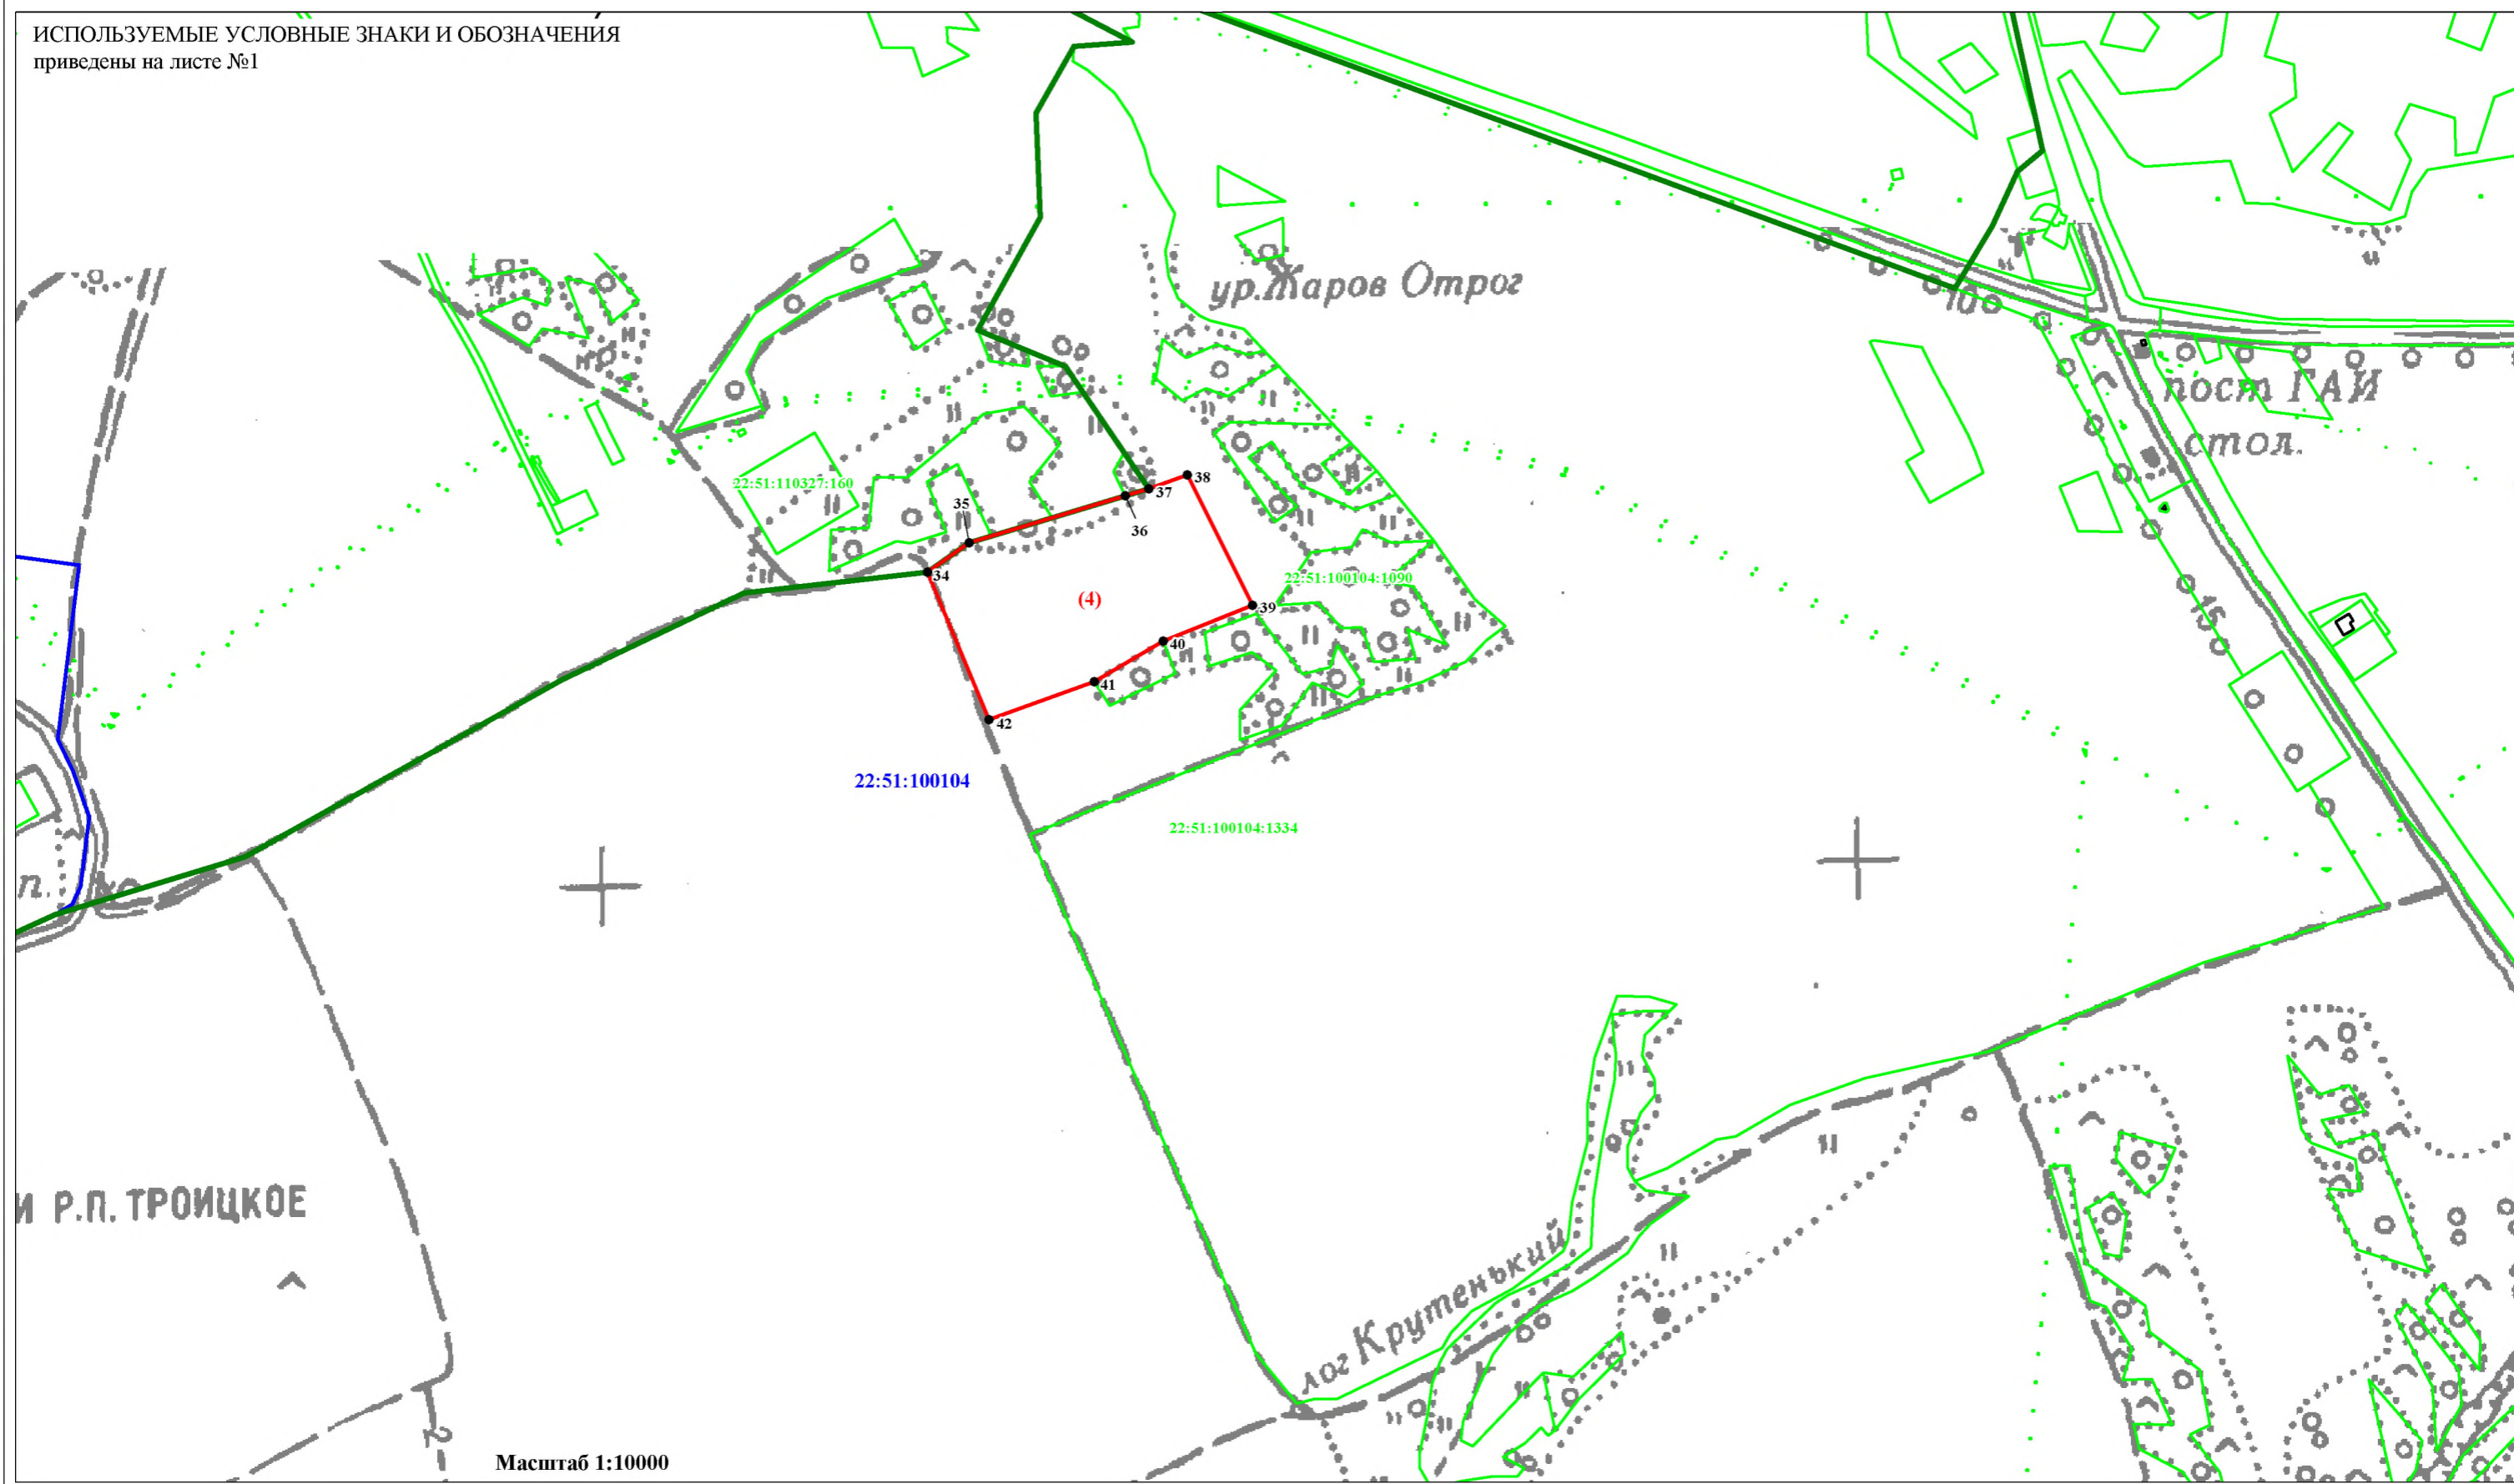 ИСПОЛЬЗУЕМЫЕ УСЛОВНЫЕ ЗНАКИ И ОБОЗНАЧЕНИЯ
приведены на листе №1
ур.Жаров Отрог
пост ГАИ
стол.
22:51:110327:160
38
37
35
36
34
22:51:100104:1090
(4)
39
40
41
42
22:51:100104
22:51:100104:1334
п.
И Р.П. ТРОИЦКОЕ
лог Крутенький
2
Масштаб 1:10000